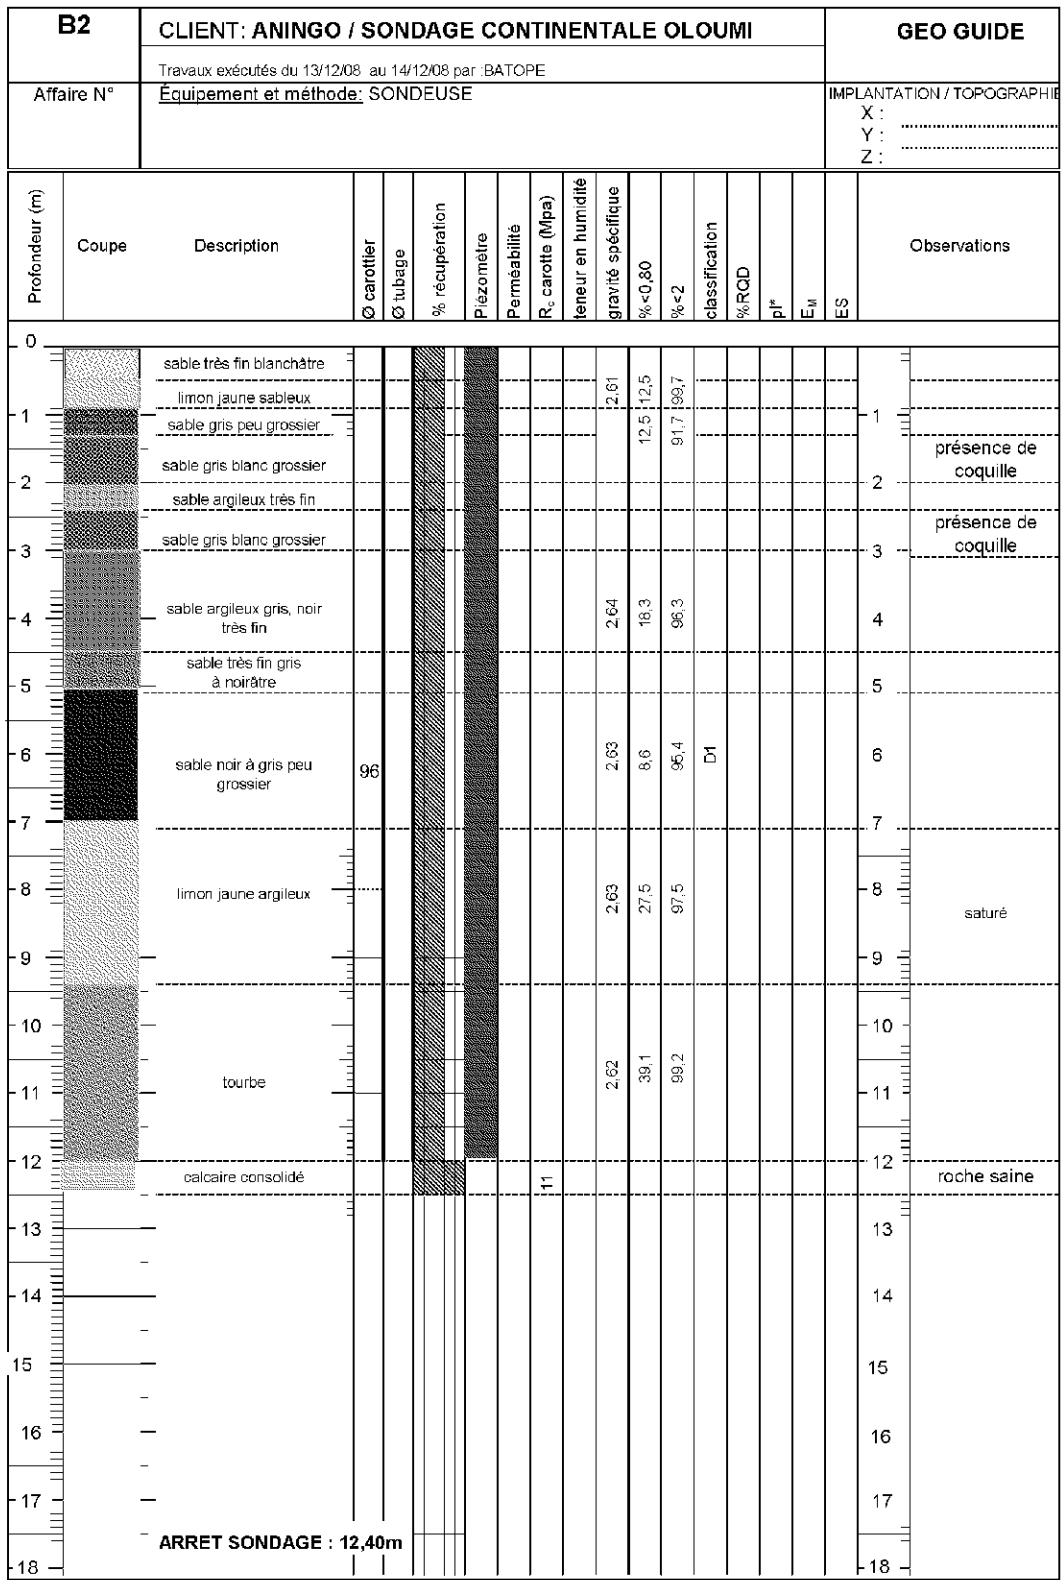 B2
CLIENT: ANINGO / SONDAGE CONTINENTALE OLOUMI
GEO GUIDE
Travaux exécutés du 13/12/08 au 14/12/08 par :BATOPE
Affaire N°
Équipement et méthode: SONDEUSE
IMPLANTATION / TOPOGRAPHIE
X :
Y :
Z :
Profondeur (m)
Coupe
Description
Ø carottier
Ø tubage
% récupération
Piézomètre
Perméabilité
Rc carotte (Mpa)
teneur en humidité
gravité spécifique
%<0,80
%<2
classification
%RQD
pl*
EM
ES
Observations
0
sable très fin blanchâtre
limon jaune sableux
2,61 12,5 99,7
1
sable gris peu grossier
12,5 91,7
1
sable gris blanc grossier
présence de
coquille
2
2
sable argileux très fin
sable gris blanc grossier
présence de
coquille
3
3
sable argileux gris, noir
très fin
4
2,64 18,3 96,3
4
sable très fin gris
à noirâtre
5
5
6
sable noir à gris peu
grossier
96
2,63 8,6 95,4 D1
6
7
7
8
limon jaune argileux
2,63 27,5 97,5
8
saturé
9
9
10
10
tourbe
2,62 39,1 99,2
11
11
12
12
calcaire consolidé
11
roche saine
13
13
14
14
15
15
16
16
17
17
ARRET SONDAGE : 12,40m
18
18